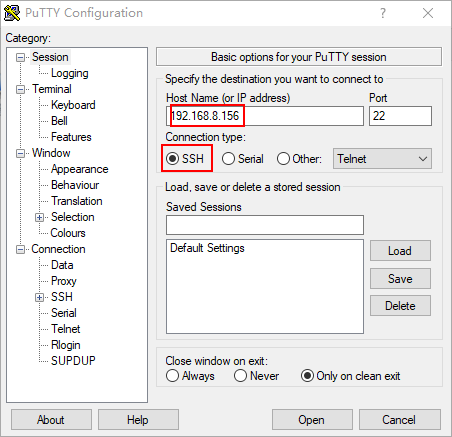 PuTTY Configuration
?
Category:
Session
Logging
Terminal
Keyboard
Bell
Features
Window
Appearance
Behaviour
Translation
Selection
Colours
Connection
Data
Proxy
SSH
Serial
Telnet
Rlogin
SUPDUP
Basic options for your PuTTY session
Specify the destination you want to connect to
Host Name (or IP address) Port
192.168.8.156 22
Connection type:
SSH Serial Other: Telnet
Load, save or delete a stored session
Saved Sessions
Default Settings
Load
Save
Delete
Close window on exit:
Always Never Only on clean exit
About Help Open Cancel